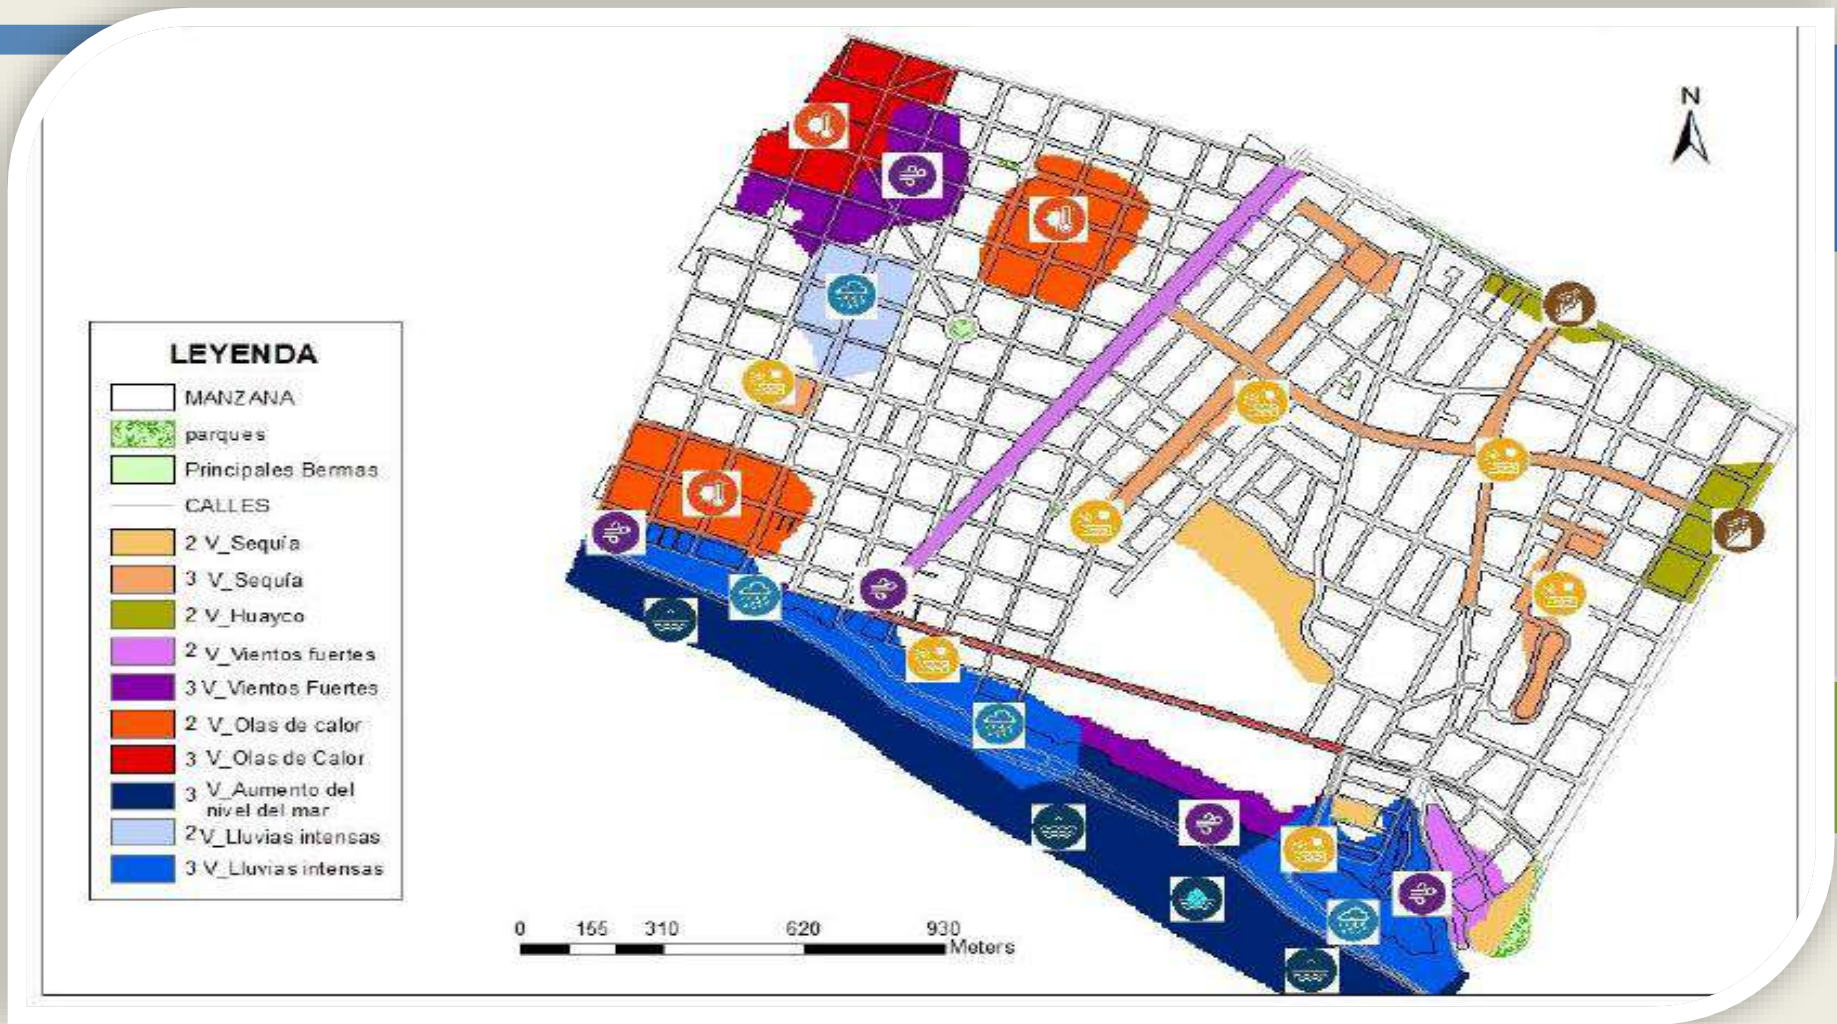 N
LEYENDA
MANZANA
parques
Principales Bermas
CALLES
2 V_Sequía
3 V_Sequía
2 V_Huayco
2 V_Vientos fuertes
3 V_Vientos Fuertes
2 V_Olas de calor
3 V_Olas de Calor
3 V_Aumento del
nivel del mar
2 V_Lluvias intensas
3 V_Lluvias intensas
0 155 310 620 930
Meters